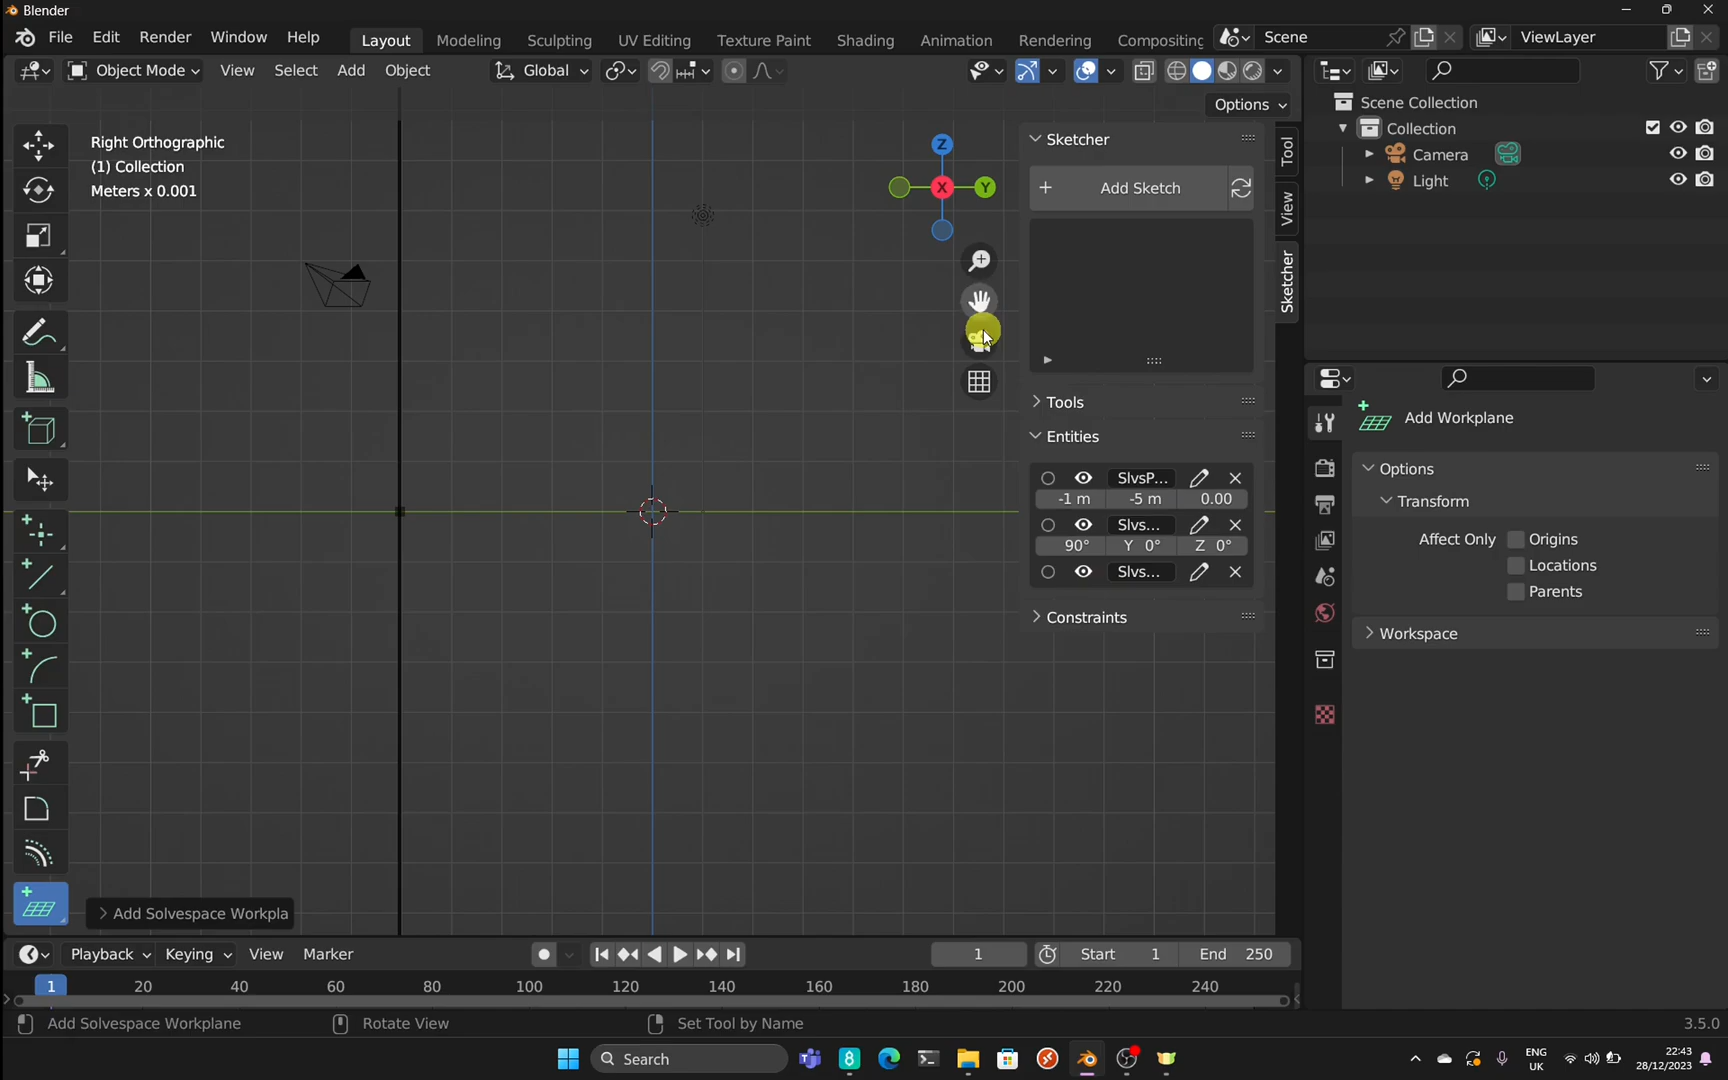 Blender
File Edit Render Window Help Layout Modeling Sculpting UV Editing Texture Paint Shading Animation Rendering Compositing Scene ViewLayer
Object Mode View Select Add Object Global
Options
Right Orthographic
(1) Collection
Meters x 0.001
Z
X
Y
Sketcher
Add Sketch
Tools
Entities
SlvsP...
-1 m -5 m 0.00
Slvs...
90° Y 0° Z 0°
Slvs...
Constraints
Tool
View
Sketcher
Scene Collection
Collection
Camera
Light
Add Workplane
Options
Transform
Affect Only Origins
Locations
Parents
Workspace
Add Solvespace Workpla
Playback Keying View Marker 1 Start 1 End 250
1 20 40 60 80 100 120 140 160 180 200 220 240
Add Solvespace Workplane Rotate View Set Tool by Name 3.5.0
Search
ENG
UK
22:43
28/12/2023